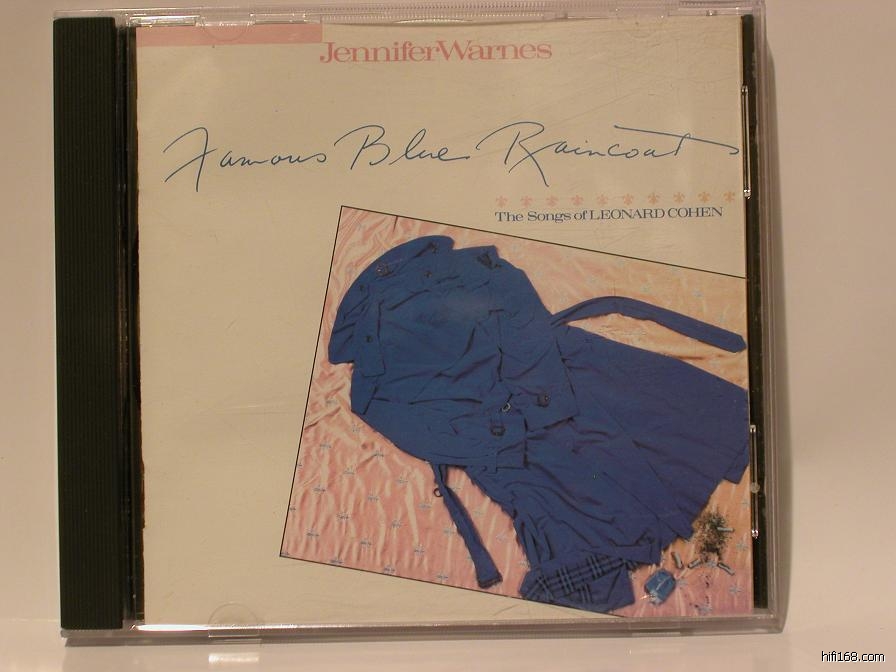 JenniferWarnes
Famous Blue Raincoat
The Songs of LEONARD COHEN
hifi168.com